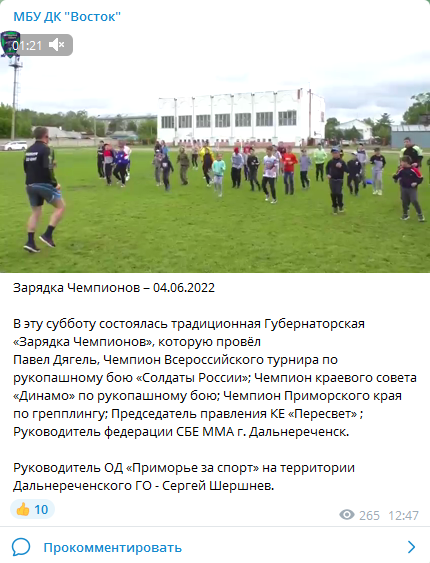 МБУ ДК "Восток"
01:21
Зарядка Чемпионов – 04.06.2022
В эту субботу состоялась традиционная Губернаторская
«Зарядка Чемпионов», которую провёл
Павел Дягель, Чемпион Всероссийского турнира по
рукопашному бою «Солдаты России»; Чемпион краевого совета
«Динамо» по рукопашному бою; Чемпион Приморского края
по грепплингу; Председатель правления КЕ «Пересвет» ;
Руководитель федерации СБЕ ММА г. Дальнереченск.
Руководитель ОД «Приморье за спорт» на территории
Дальнереченского ГО - Сергей Шершнев.
10
265 12:47
Прокомментировать